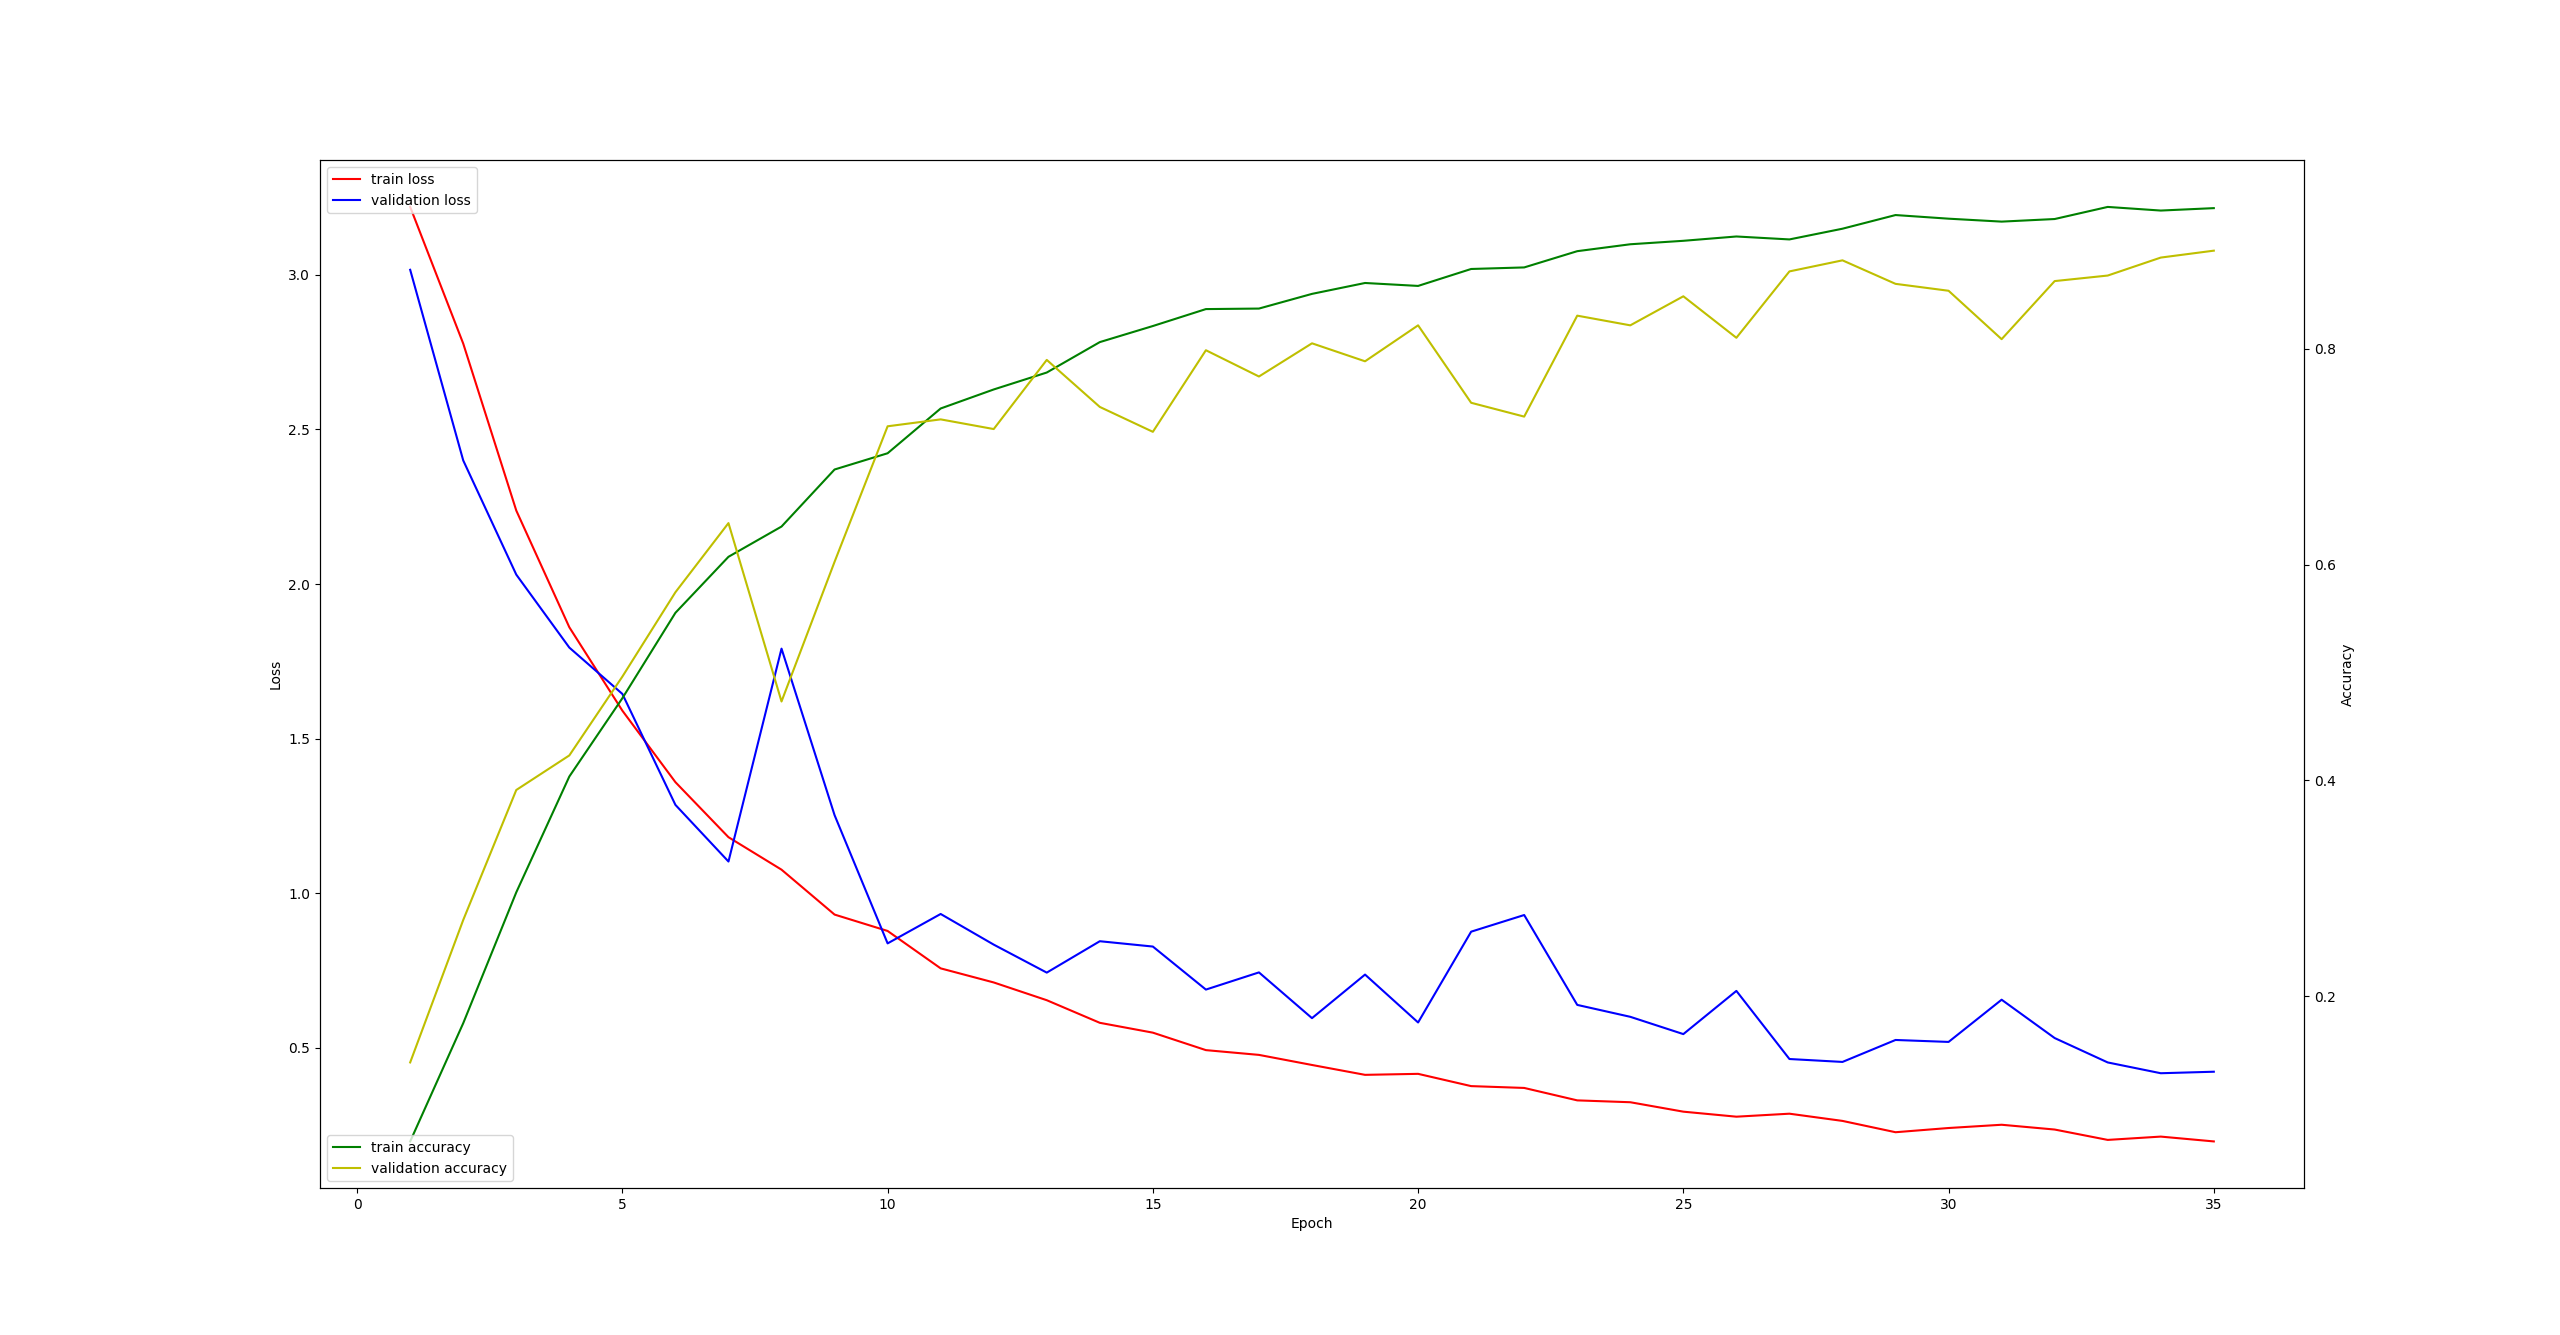 train loss
validation loss
3.0
2.5
2.0
1.5
1.0
0.5
Loss
0.8
0.6
0.4
0.2
Accuracy
train accuracy
validation accuracy
0 5 10 15 20 25 30 35
Epoch